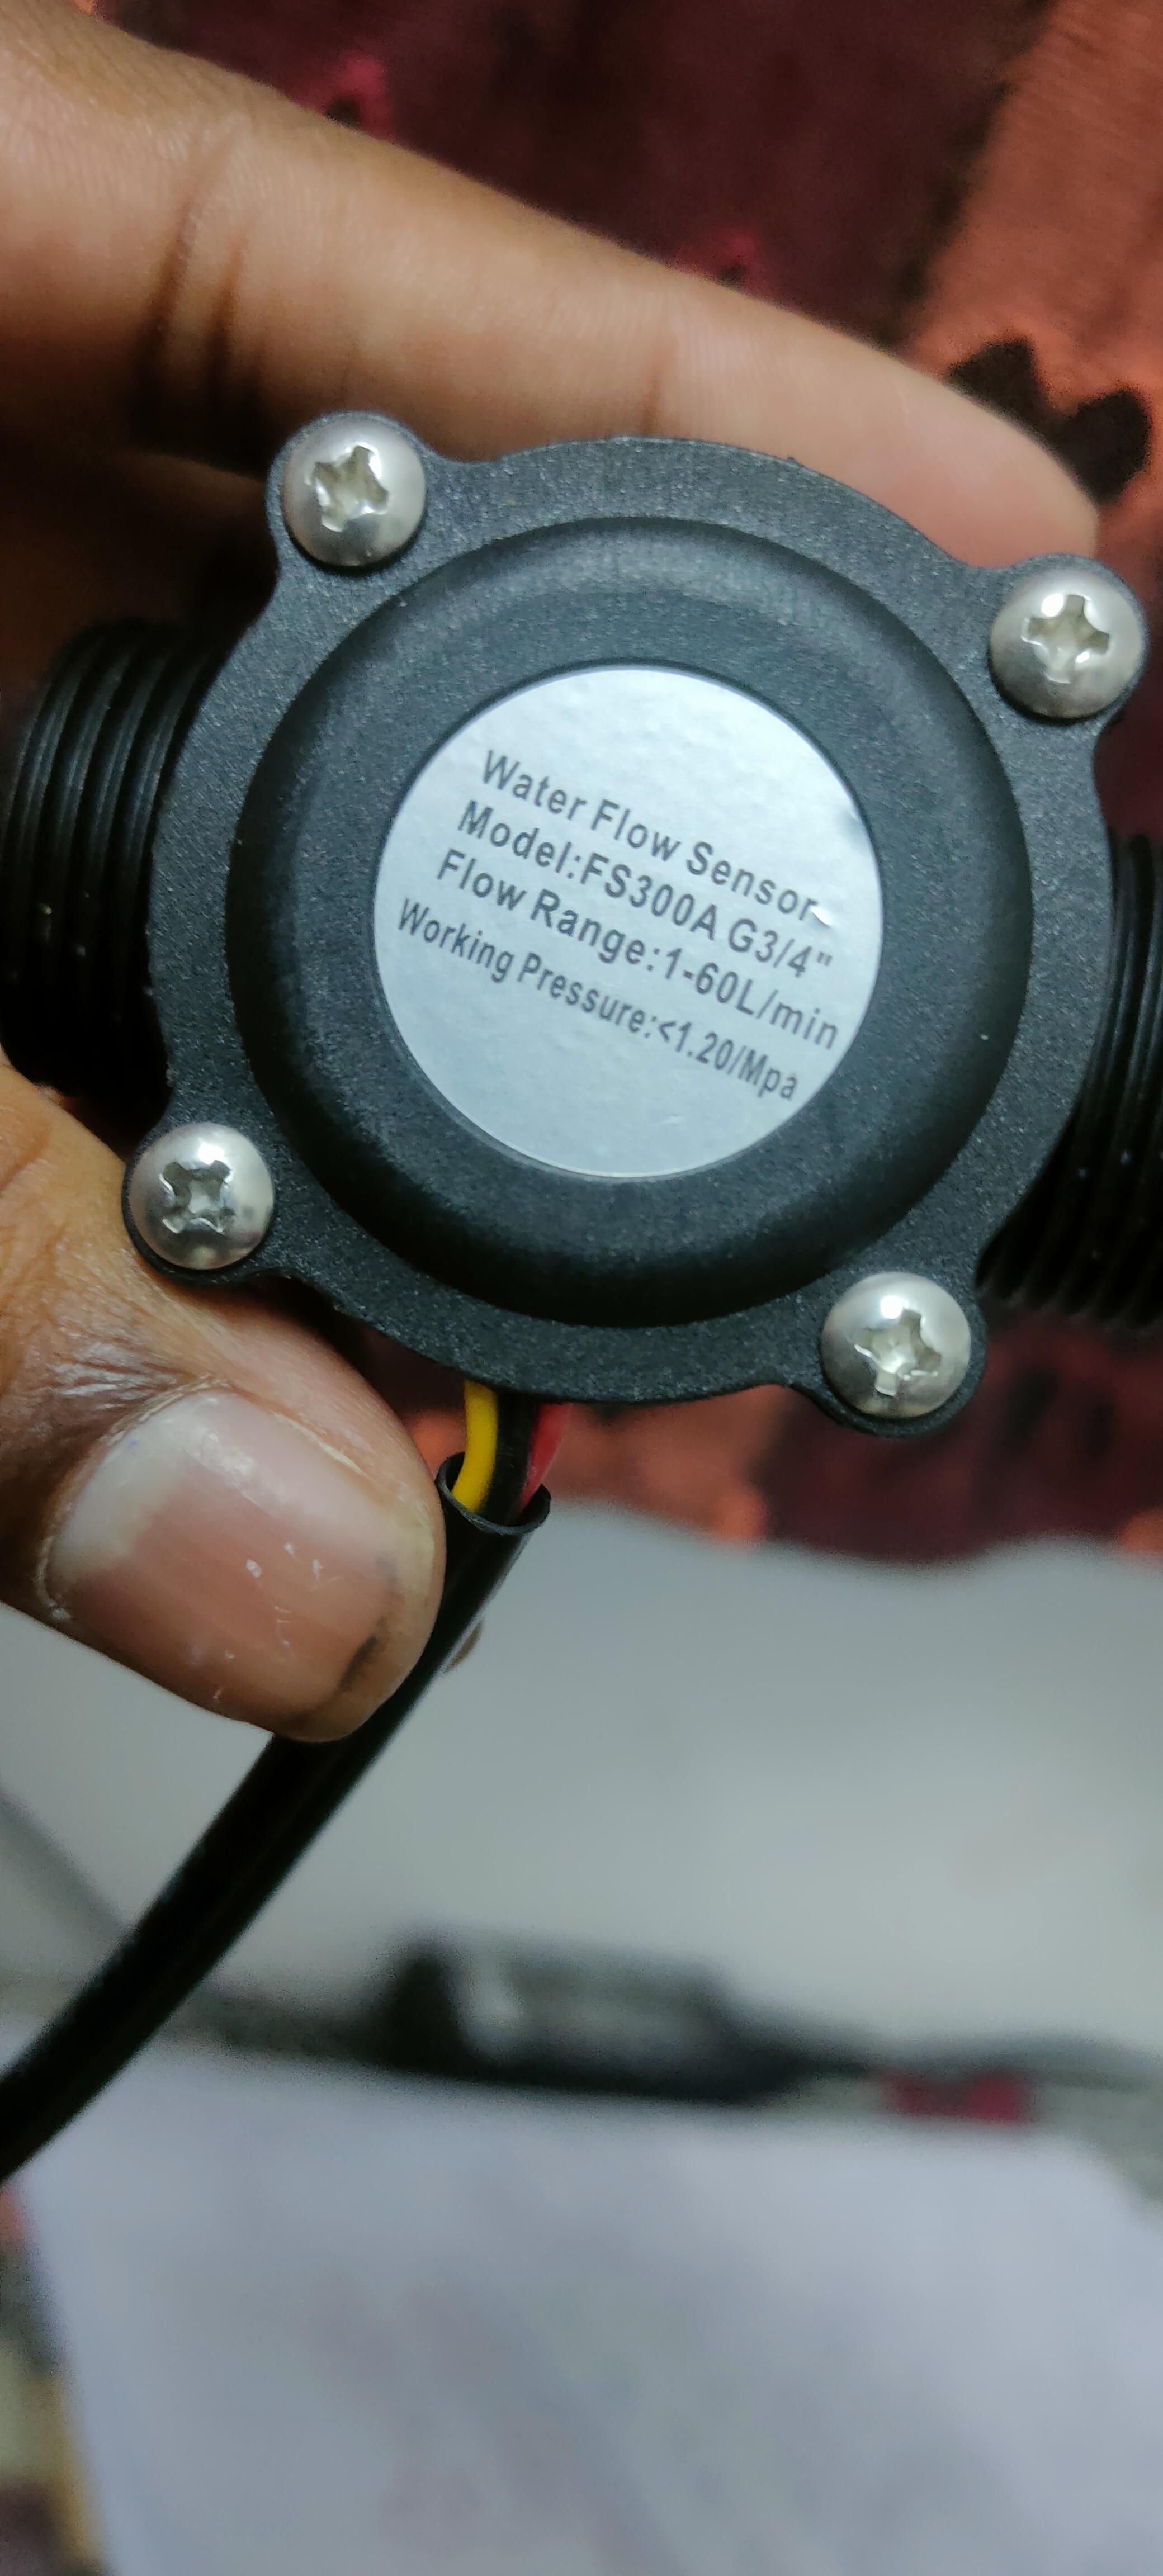 Water Flow Sensor
Model:FS300A G3/4"
Flow Range:1-60L/min
Working Pressure:<1.20/Mpa